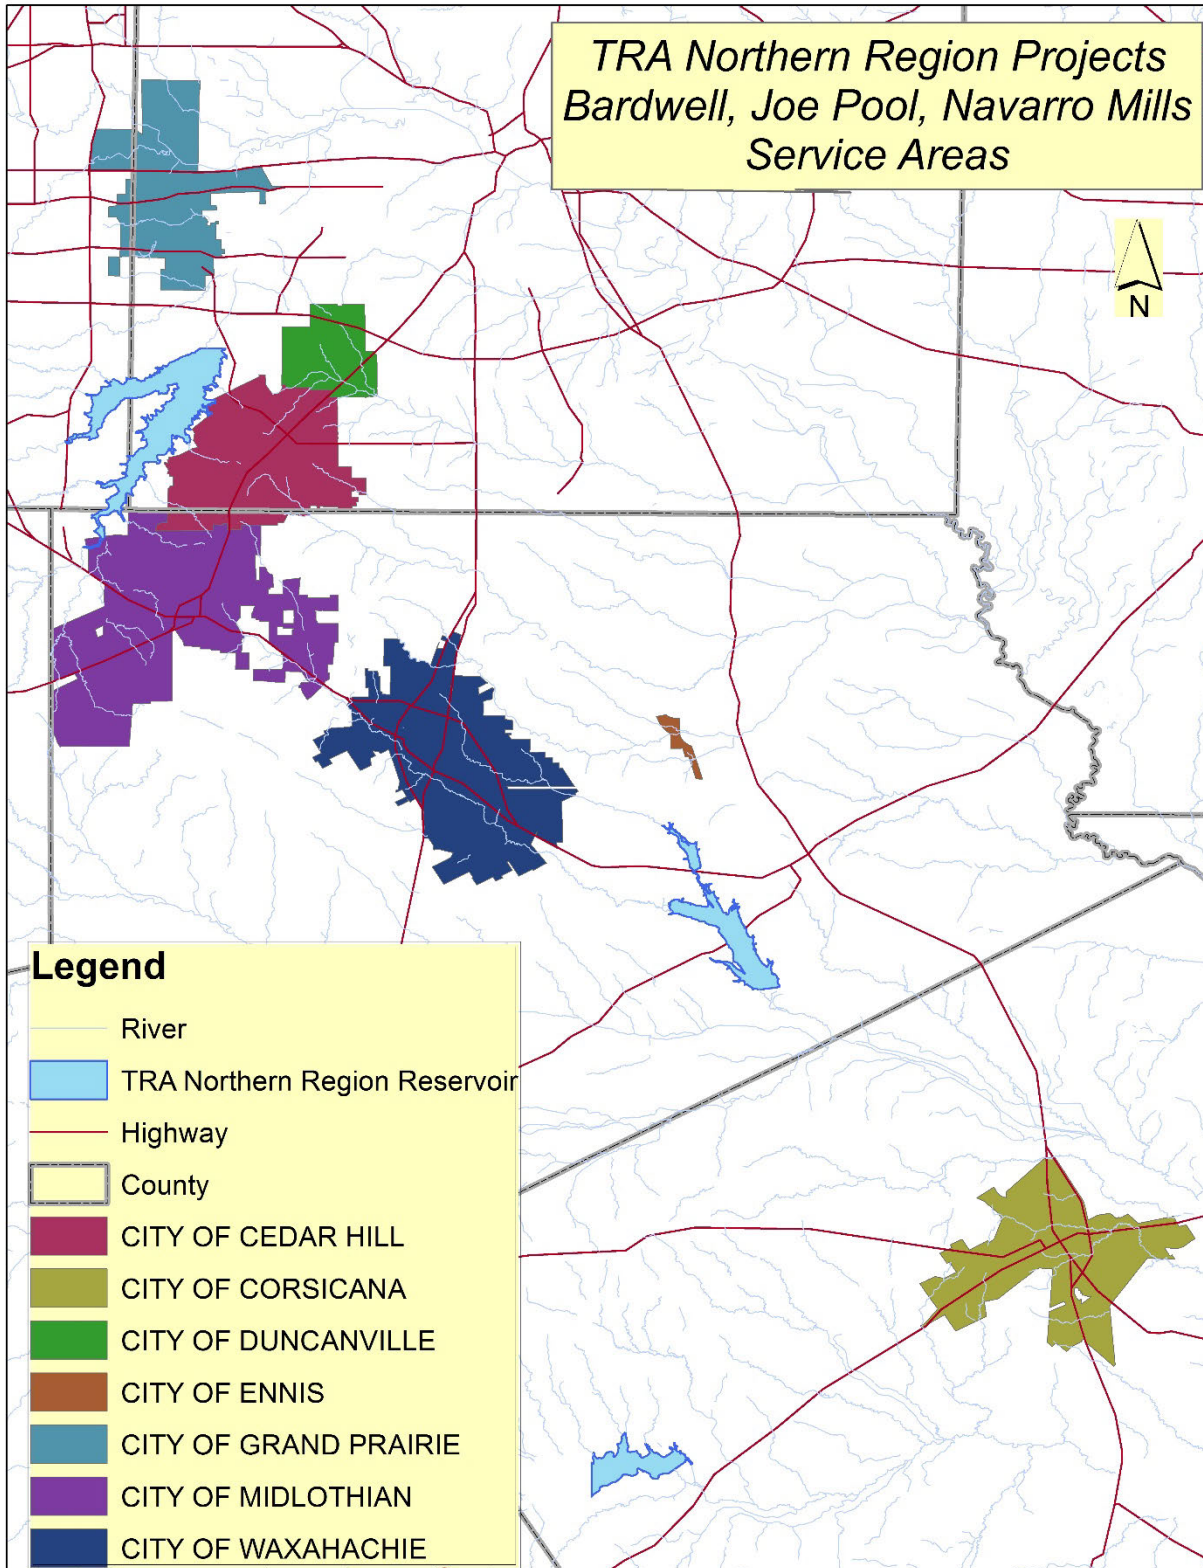 TRA Northern Region Projects
Bardwell, Joe Pool, Navarro Mills
Service Areas
N
Legend
River
TRA Northern Region Reservoir
Highway
County
CITY OF CEDAR HILL
CITY OF CORSICANA
CITY OF DUNCANVILLE
CITY OF ENNIS
CITY OF GRAND PRAIRIE
CITY OF MIDLOTHIAN
CITY OF WAXAHACHIE